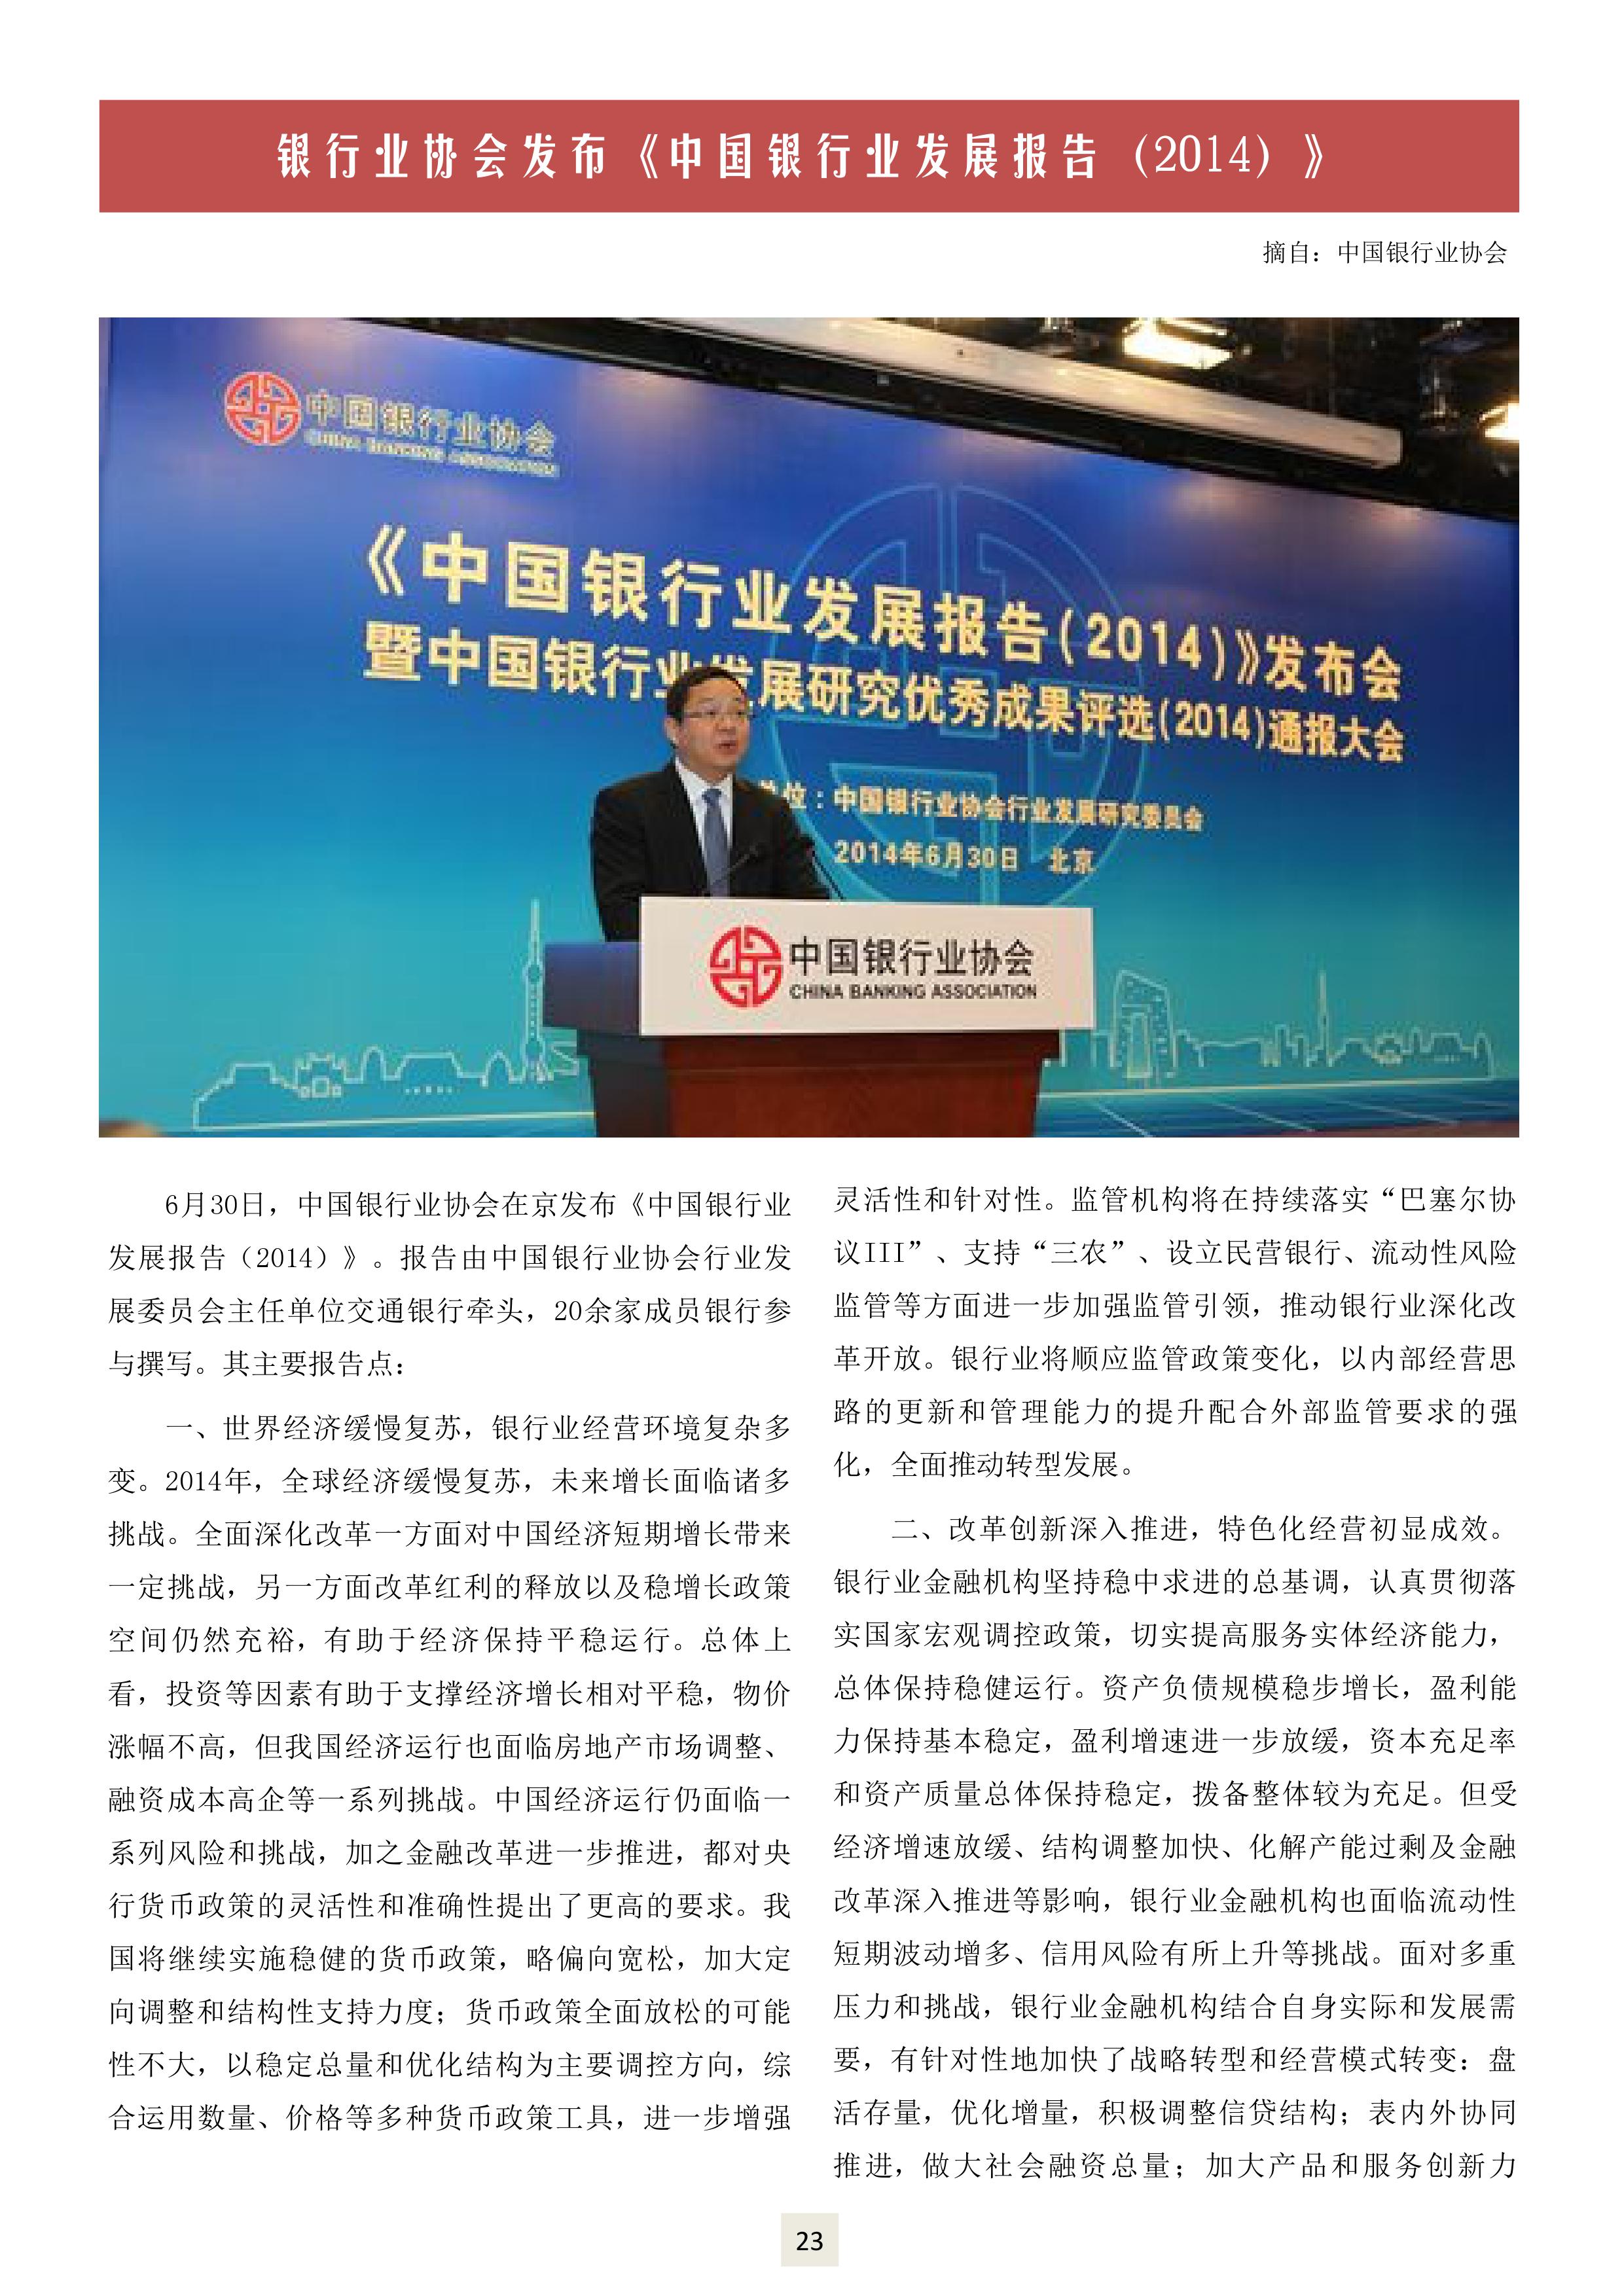 银行业协会发布《中国银行业发展报告（2014）》
摘自：中国银行业协会
中国银行业协会
CHINA BANKING ASSOCIATION
《中国银行业发展报告(2014)》发布会
暨中国银行业发展研究优秀成果评选(2014)通报大会
单位：中国银行业协会行业发展研究委员会
2014年6月30日 北京
中国银行业协会
CHINA BANKING ASSOCIATION
6月30日，中国银行业协会在京发布《中国银行业
发展报告（2014）》。报告由中国银行业协会行业发
展委员会主任单位交通银行牵头，20余家成员银行参
与撰写。其主要报告点：
一、世界经济缓慢复苏，银行业经营环境复杂多
变。2014年，全球经济缓慢复苏，未来增长面临诸多
挑战。全面深化改革一方面对中国经济短期增长带来
一定挑战，另一方面改革红利的释放以及稳增长政策
空间仍然充裕，有助于经济保持平稳运行。总体上
看，投资等因素有助于支撑经济增长相对平稳，物价
涨幅不高，但我国经济运行也面临房地产市场调整、
融资成本高企等一系列挑战。中国经济运行仍面临一
系列风险和挑战，加之金融改革进一步推进，都对央
行货币政策的灵活性和准确性提出了更高的要求。我
国将继续实施稳健的货币政策，略偏向宽松，加大定
向调整和结构性支持力度；货币政策全面放松的可能
性不大，以稳定总量和优化结构为主要调控方向，综
合运用数量、价格等多种货币政策工具，进一步增强
灵活性和针对性。监管机构将在持续落实“巴塞尔协
议III”、支持“三农”、设立民营银行、流动性风险
监管等方面进一步加强监管引领，推动银行业深化改
革开放。银行业将顺应监管政策变化，以内部经营思
路的更新和管理能力的提升配合外部监管要求的强
化，全面推动转型发展。
二、改革创新深入推进，特色化经营初显成效。
银行业金融机构坚持稳中求进的总基调，认真贯彻落
实国家宏观调控政策，切实提高服务实体经济能力，
总体保持稳健运行。资产负债规模稳步增长，盈利能
力保持基本稳定，盈利增速进一步放缓，资本充足率
和资产质量总体保持稳定，拨备整体较为充足。但受
经济增速放缓、结构调整加快、化解产能过剩及金融
改革深入推进等影响，银行业金融机构也面临流动性
短期波动增多、信用风险有所上升等挑战。面对多重
压力和挑战，银行业金融机构结合自身实际和发展需
要，有针对性地加快了战略转型和经营模式转变：盘
活存量，优化增量，积极调整信贷结构；表内外协同
推进，做大社会融资总量；加大产品和服务创新力
23